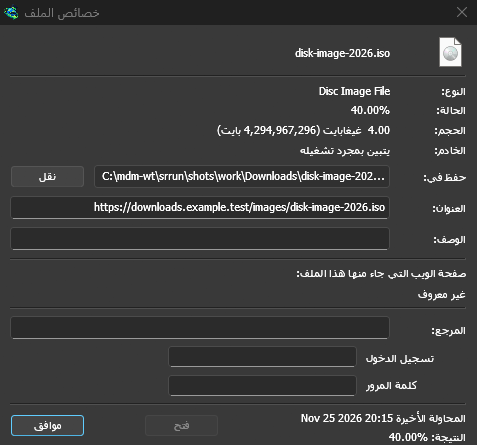 خصائص الملف
disk-image-2026.iso
النوع: Disc Image File
الحالة: 40.00%
الحجم: 4.00 غيغابايت (4,294,967,296 بايت)
الخادم: يتبين بمجرد تشغيله
حفظ في: C:\mdm-wt\srrun\shots\work\Downloads\disk-image-202... نقل
العنوان: https://downloads.example.test/images/disk-image-2026.iso
الوصف:
صفحة الويب التي جاء منها هذا الملف:
غير معروف
المرجع:
تسجيل الدخول
كلمة المرور
المحاولة الأخيرة Nov 25 2026 20:15
النتيجة: 40.00%
فتح موافق